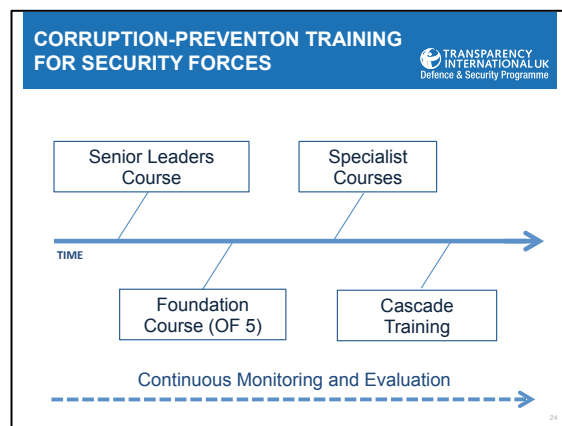 CORRUPTION-PREVENTON TRAINING
FOR SECURITY FORCES
TRANSPARENCY
INTERNATIONAL UK
Defence & Security Programme
Senior Leaders
Course
Specialist
Courses
TIME
Foundation
Course (OF 5)
Cascade
Training
Continuous Monitoring and Evaluation
24